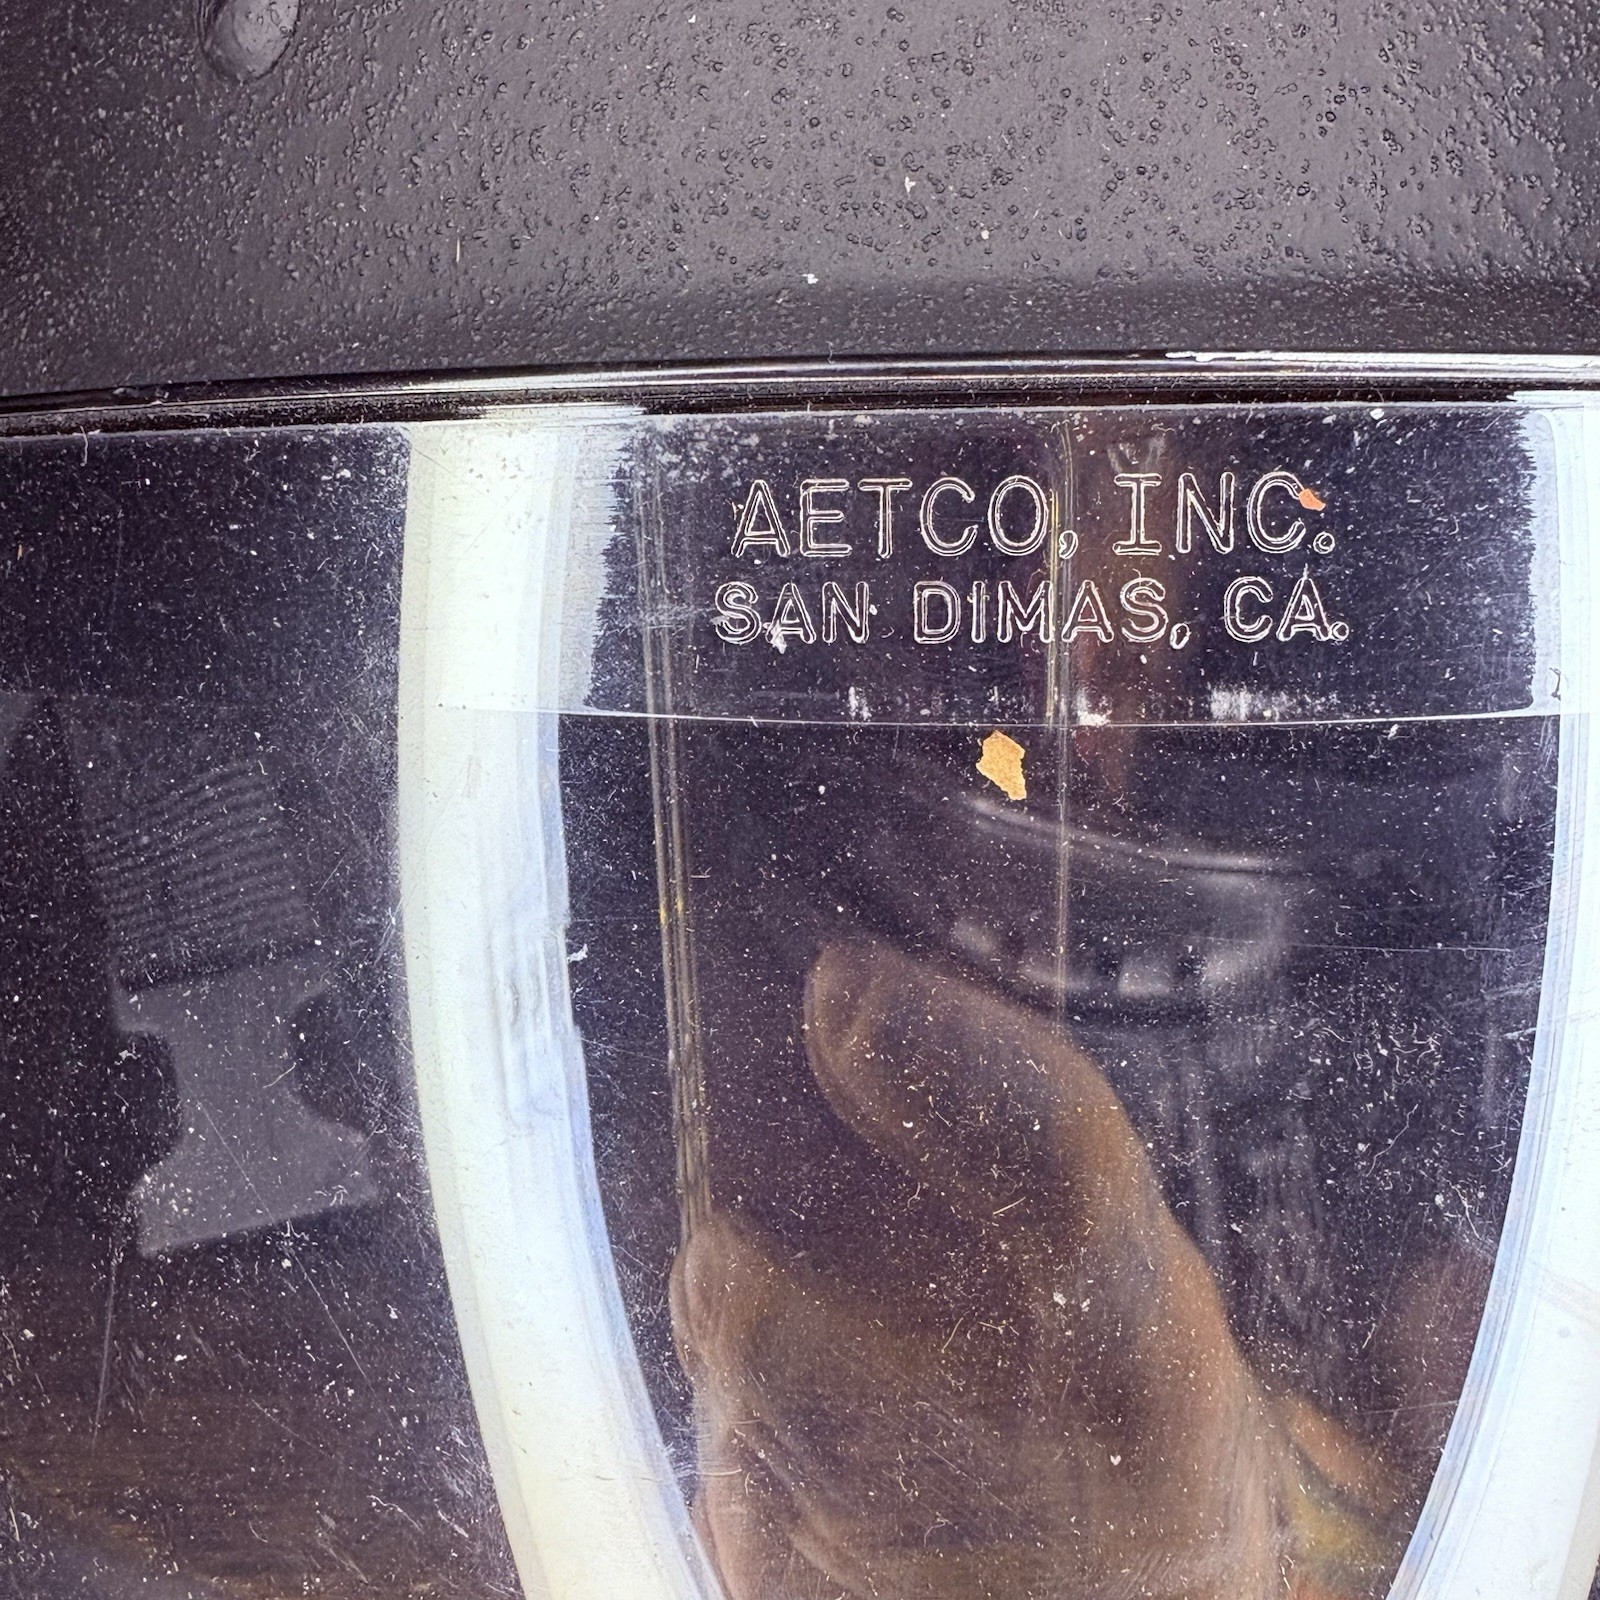 AETCO, INC.
SAN DIMAS, CA.